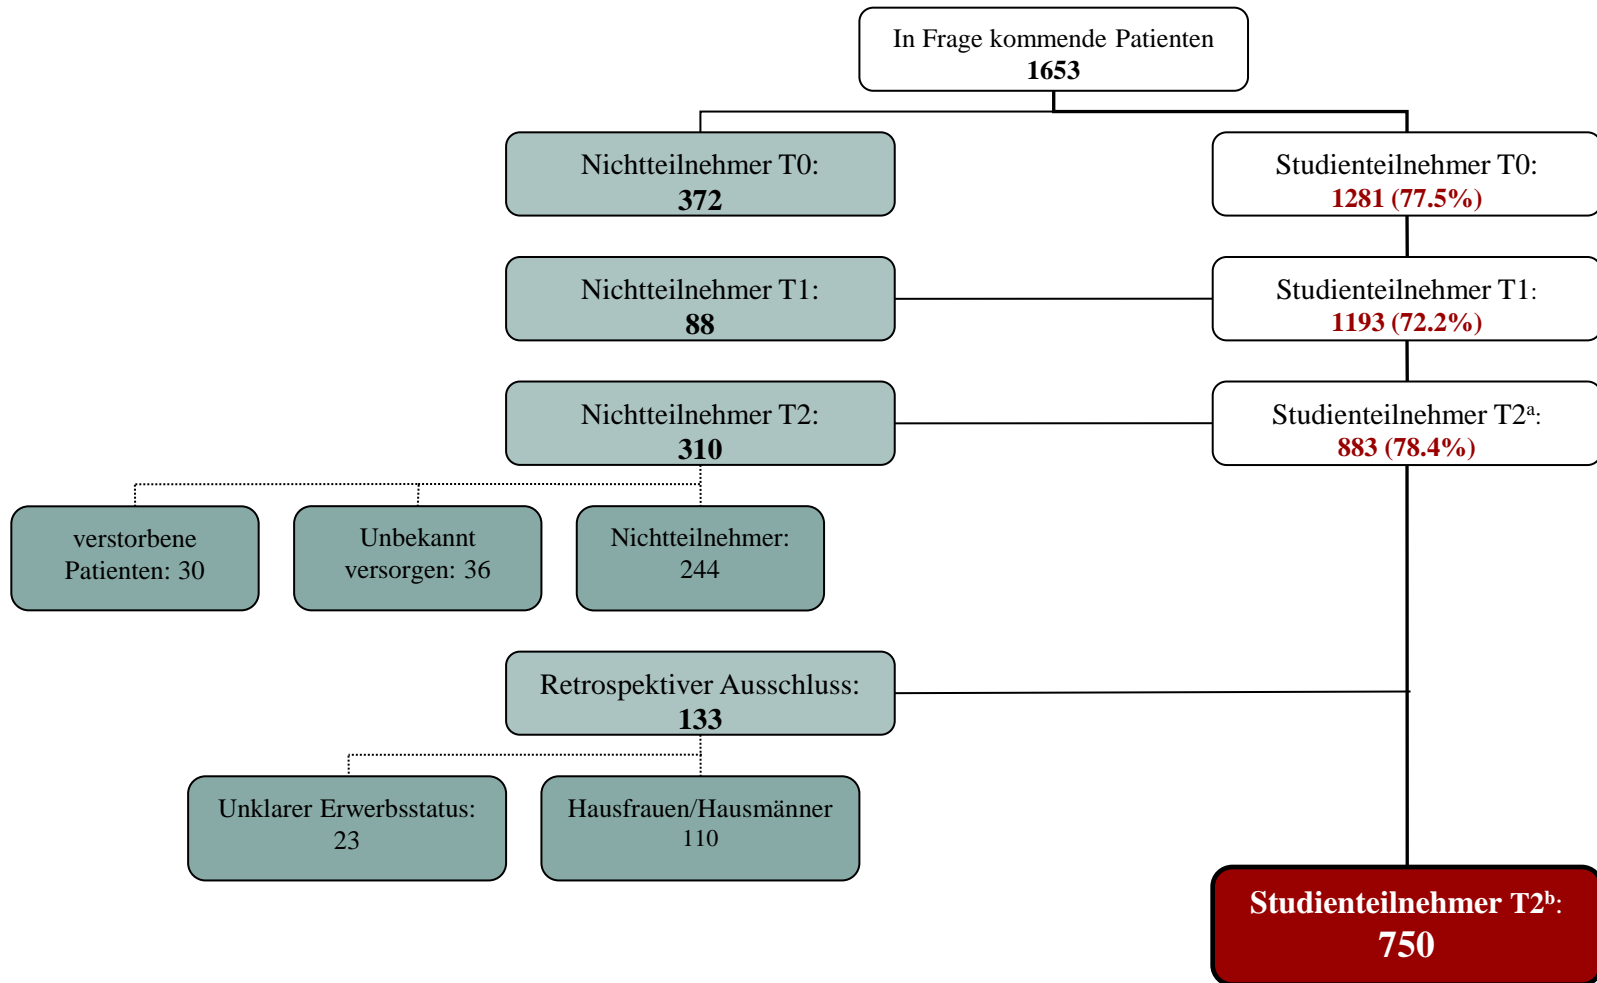 In Frage kommende Patienten
1653
Nichtteilnehmer T0:
372
Studienteilnehmer T0:
1281 (77.5%)
Nichtteilnehmer T1:
88
Studienteilnehmer T1:
1193 (72.2%)
Nichtteilnehmer T2:
310
Studienteilnehmer T2ᵃ:
883 (78.4%)
verstorbene
Patienten: 30
Unbekannt
versorgen: 36
Nichtteilnehmer:
244
Retrospektiver Ausschluss:
133
Unklarer Erwerbsstatus:
23
Hausfrauen/Hausmänner
110
Studienteilnehmer T2ᵇ:
750